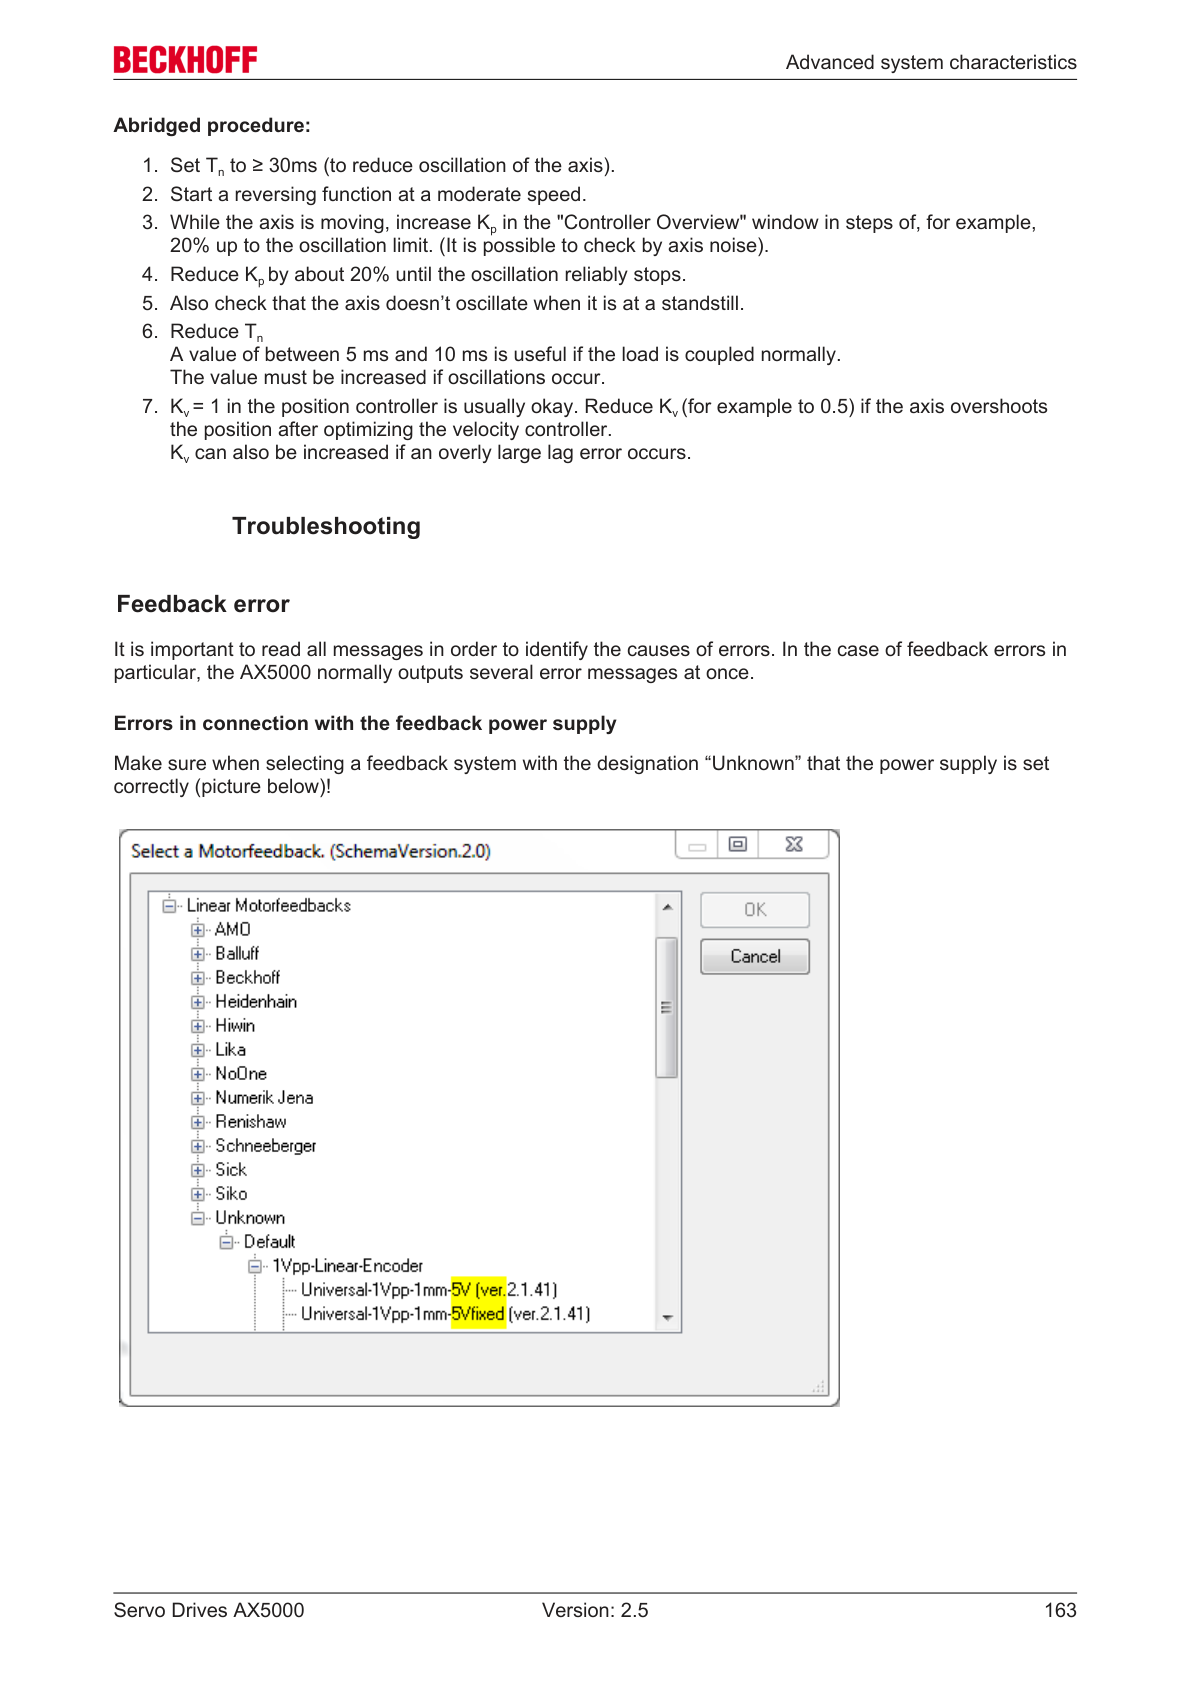 BECKHOFF
Advanced system characteristics
Abridged procedure:
1. Set Tn to ≥ 30ms (to reduce oscillation of the axis).
2. Start a reversing function at a moderate speed.
3. While the axis is moving, increase Kp in the "Controller Overview" window in steps of, for example,
20% up to the oscillation limit. (It is possible to check by axis noise).
4. Reduce Kp by about 20% until the oscillation reliably stops.
5. Also check that the axis doesn’t oscillate when it is at a standstill.
6. Reduce Tn
A value of between 5 ms and 10 ms is useful if the load is coupled normally.
The value must be increased if oscillations occur.
7. Kv = 1 in the position controller is usually okay. Reduce Kv (for example to 0.5) if the axis overshoots
the position after optimizing the velocity controller.
Kv can also be increased if an overly large lag error occurs.
Troubleshooting
Feedback error
It is important to read all messages in order to identify the causes of errors. In the case of feedback errors in
particular, the AX5000 normally outputs several error messages at once.
Errors in connection with the feedback power supply
Make sure when selecting a feedback system with the designation “Unknown” that the power supply is set
correctly (picture below)!
Select a Motorfeedback. (SchemaVersion.2.0)
Linear Motorfeedbacks
AMO
Balluff
Beckhoff
Heidenhain
Hiwin
Lika
NoOne
Numerik Jena
Renishaw
Schneeberger
Sick
Siko
Unknown
Default
1Vpp-Linear-Encoder
Universal-1Vpp-1mm-5V (ver.2.1.41)
Universal-1Vpp-1mm-5Vfixed (ver.2.1.41)
OK
Cancel
Servo Drives AX5000
Version: 2.5
163